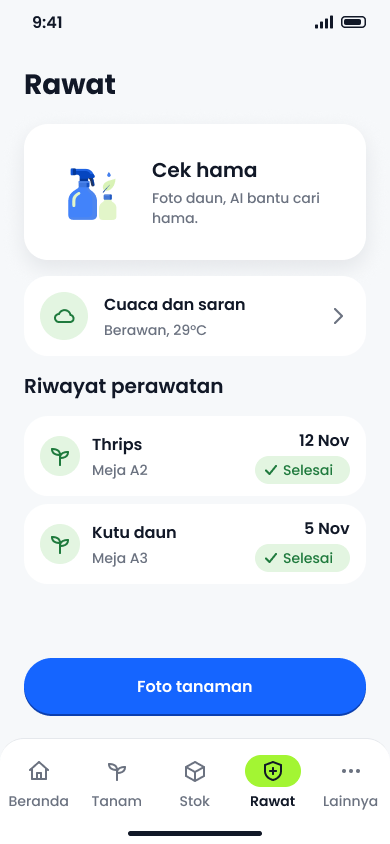 9:41
Rawat
Cek hama
Foto daun, AI bantu cari
hama.
Cuaca dan saran
Berawan, 29°C
Riwayat perawatan
Thrips
12 Nov
Meja A2
Selesai
Kutu daun
5 Nov
Meja A3
Selesai
Foto tanaman
Beranda
Tanam
Stok
Rawat
Lainnya